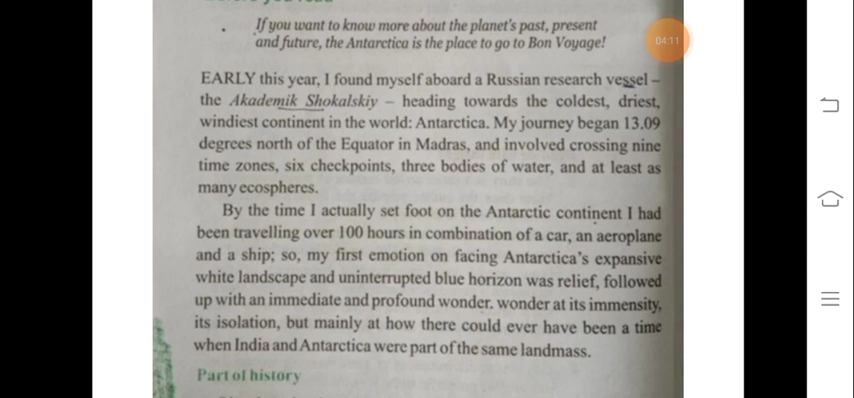 If you want to know more about the planet's past, present
and future, the Antarctica is the place to go to Bon Voyage!
04:11
EARLY this year, I found myself aboard a Russian research vessel –
the Akademik Shokalskiy – heading towards the coldest, driest,
windiest continent in the world: Antarctica. My journey began 13.09
degrees north of the Equator in Madras, and involved crossing nine
time zones, six checkpoints, three bodies of water, and at least as
many ecospheres.
By the time I actually set foot on the Antarctic continent I had
been travelling over 100 hours in combination of a car, an aeroplane
and a ship; so, my first emotion on facing Antarctica's expansive
white landscape and uninterrupted blue horizon was relief, followed
up with an immediate and profound wonder. wonder at its immensity,
its isolation, but mainly at how there could ever have been a time
when India and Antarctica were part of the same landmass.
Part of history